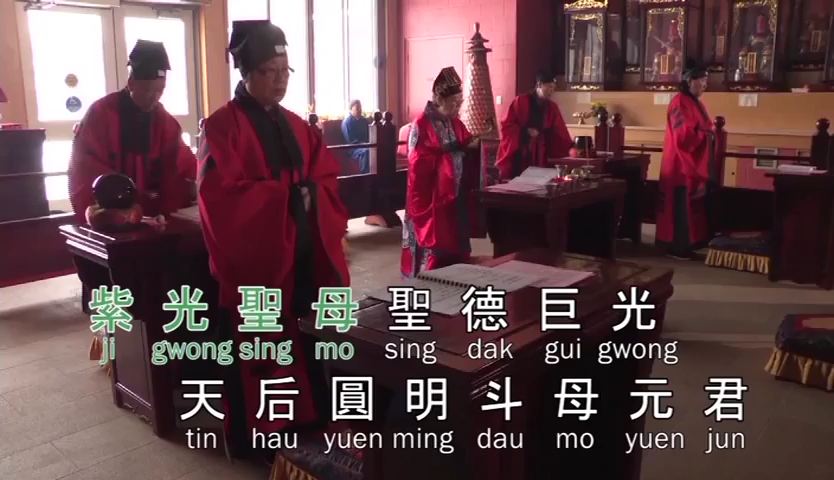 紫光聖母聖德巨光
ji gwong sing mo sing dak gui gwong
天后圓明斗母元君
tin hau yuen ming dau mo yuen jun